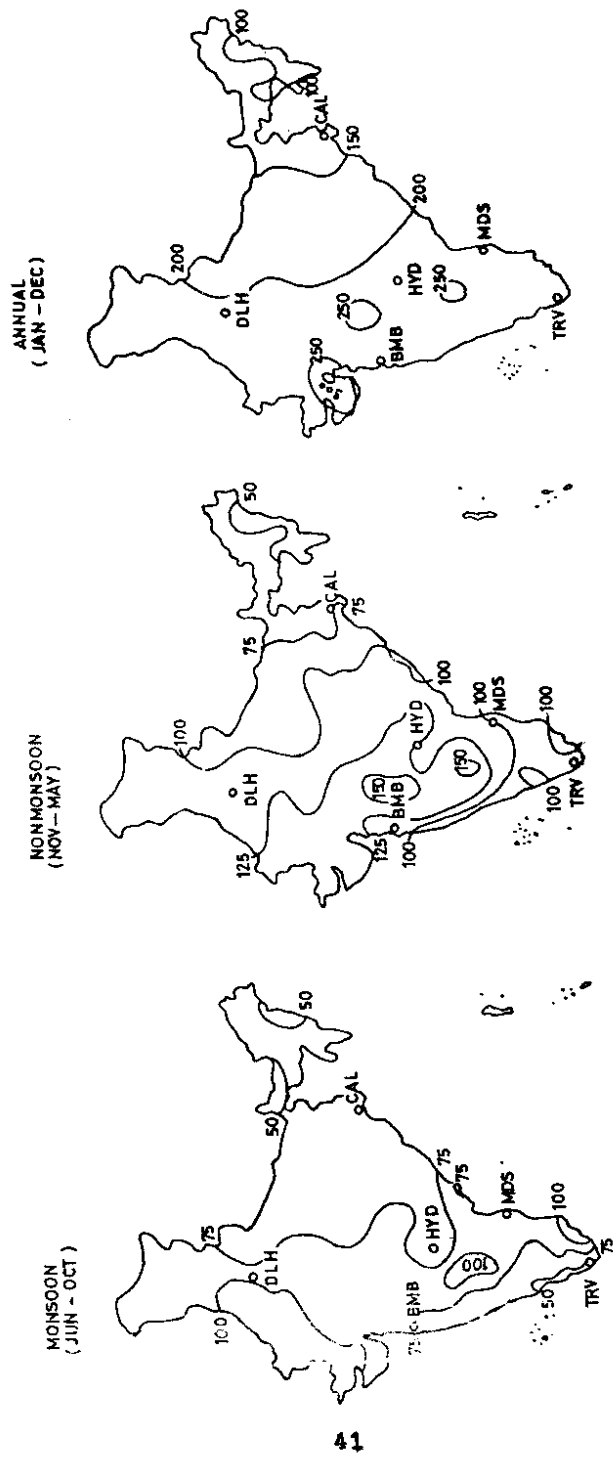 MONSOON
(JUN - OCT)
100
75
50
50
DLH
CAL
HYD
75
75
BMB
100
75
MDS
100
50
TRV
75
NONMONSOON
(NOV-MAY)
100
75
50
125
DLH
CAL
75
HYD
150
125
BMB
100
150
100
100
MDS
100
100
TRV
ANNUAL
(JAN-DEC)
200
100
100
DLH
CAL
150
250
250
HYD
200
BMB
250
MDS
TRV
41